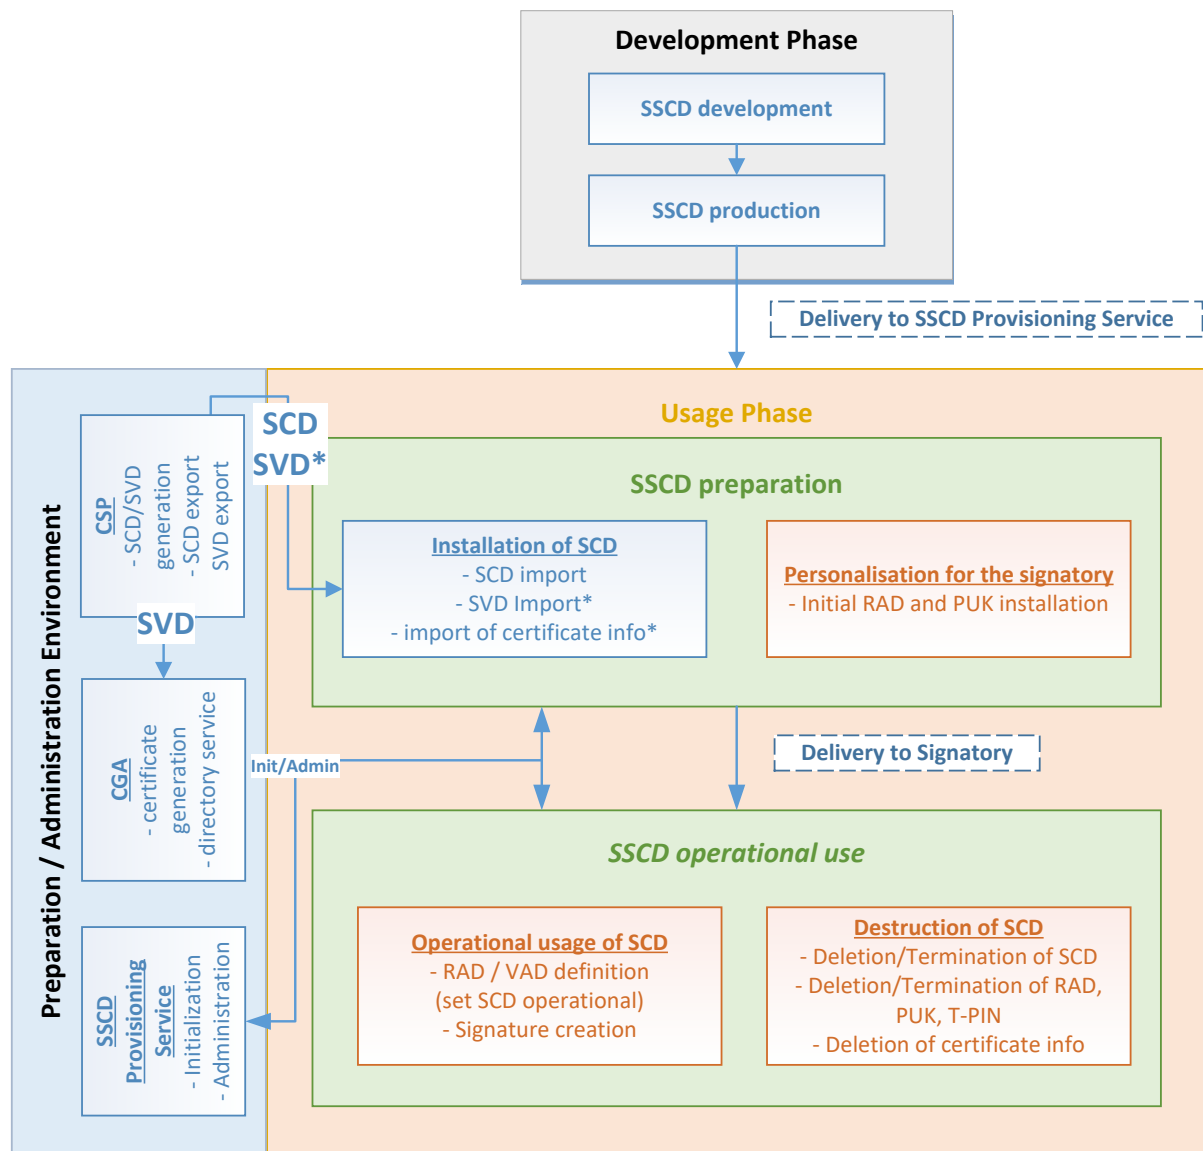 Development Phase
SSCD development
SSCD production
Delivery to SSCD Provisioning Service
Preparation / Administration Environment
CSP
- SCD/SVD
generation
- SCD export
SVD export
SCD
SVD*
SVD
CGA
- certificate
generation
- directory service
Init/Admin
SSCD
Provisioning
Service
- Initialization
- Administration
Usage Phase
SSCD preparation
Installation of SCD
- SCD import
- SVD Import*
- import of certificate info*
Personalisation for the signatory
- Initial RAD and PUK installation
Delivery to Signatory
SSCD operational use
Operational usage of SCD
- RAD / VAD definition
(set SCD operational)
- Signature creation
Destruction of SCD
- Deletion/Termination of SCD
- Deletion/Termination of RAD,
PUK, T-PIN
- Deletion of certificate info